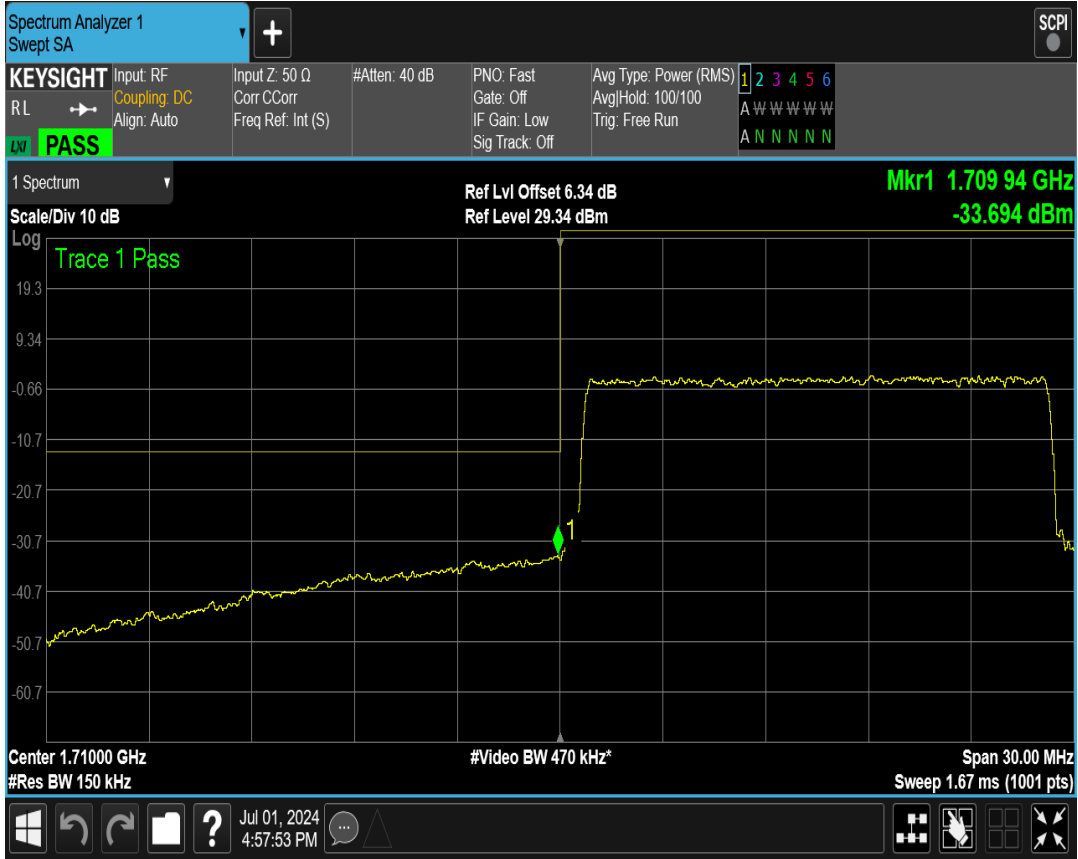 Spectrum Analyzer 1
Swept SA
+
SCPI
KEYSIGHT
R L
LXI PASS
Input: RF
Coupling: DC
Align: Auto
Input Z: 50 Ω
Corr CCorr
Freq Ref: Int (S)
#Atten: 40 dB
PNO: Fast
Gate: Off
IF Gain: Low
Sig Track: Off
Avg Type: Power (RMS)
Avg|Hold: 100/100
Trig: Free Run
1 2 3 4 5 6
A W W W W W
A N N N N N
1 Spectrum
Scale/Div 10 dB
Ref Lvl Offset 6.34 dB
Ref Level 29.34 dBm
Mkr1 1.709 94 GHz
-33.694 dBm
Log
Trace 1 Pass
19.3
9.34
-0.66
-10.7
-20.7
-30.7
-40.7
-50.7
-60.7
1
Center 1.71000 GHz
#Res BW 150 kHz
#Video BW 470 kHz*
Span 30.00 MHz
Sweep 1.67 ms (1001 pts)
?
Jul 01, 2024
4:57:53 PM